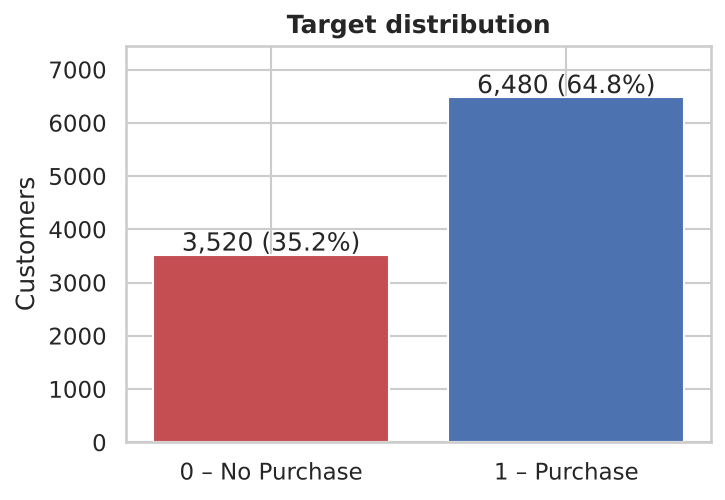 Target distribution
Customers
7000
6000
5000
4000
3000
2000
1000
0
3,520 (35.2%)
6,480 (64.8%)
0 – No Purchase
1 – Purchase